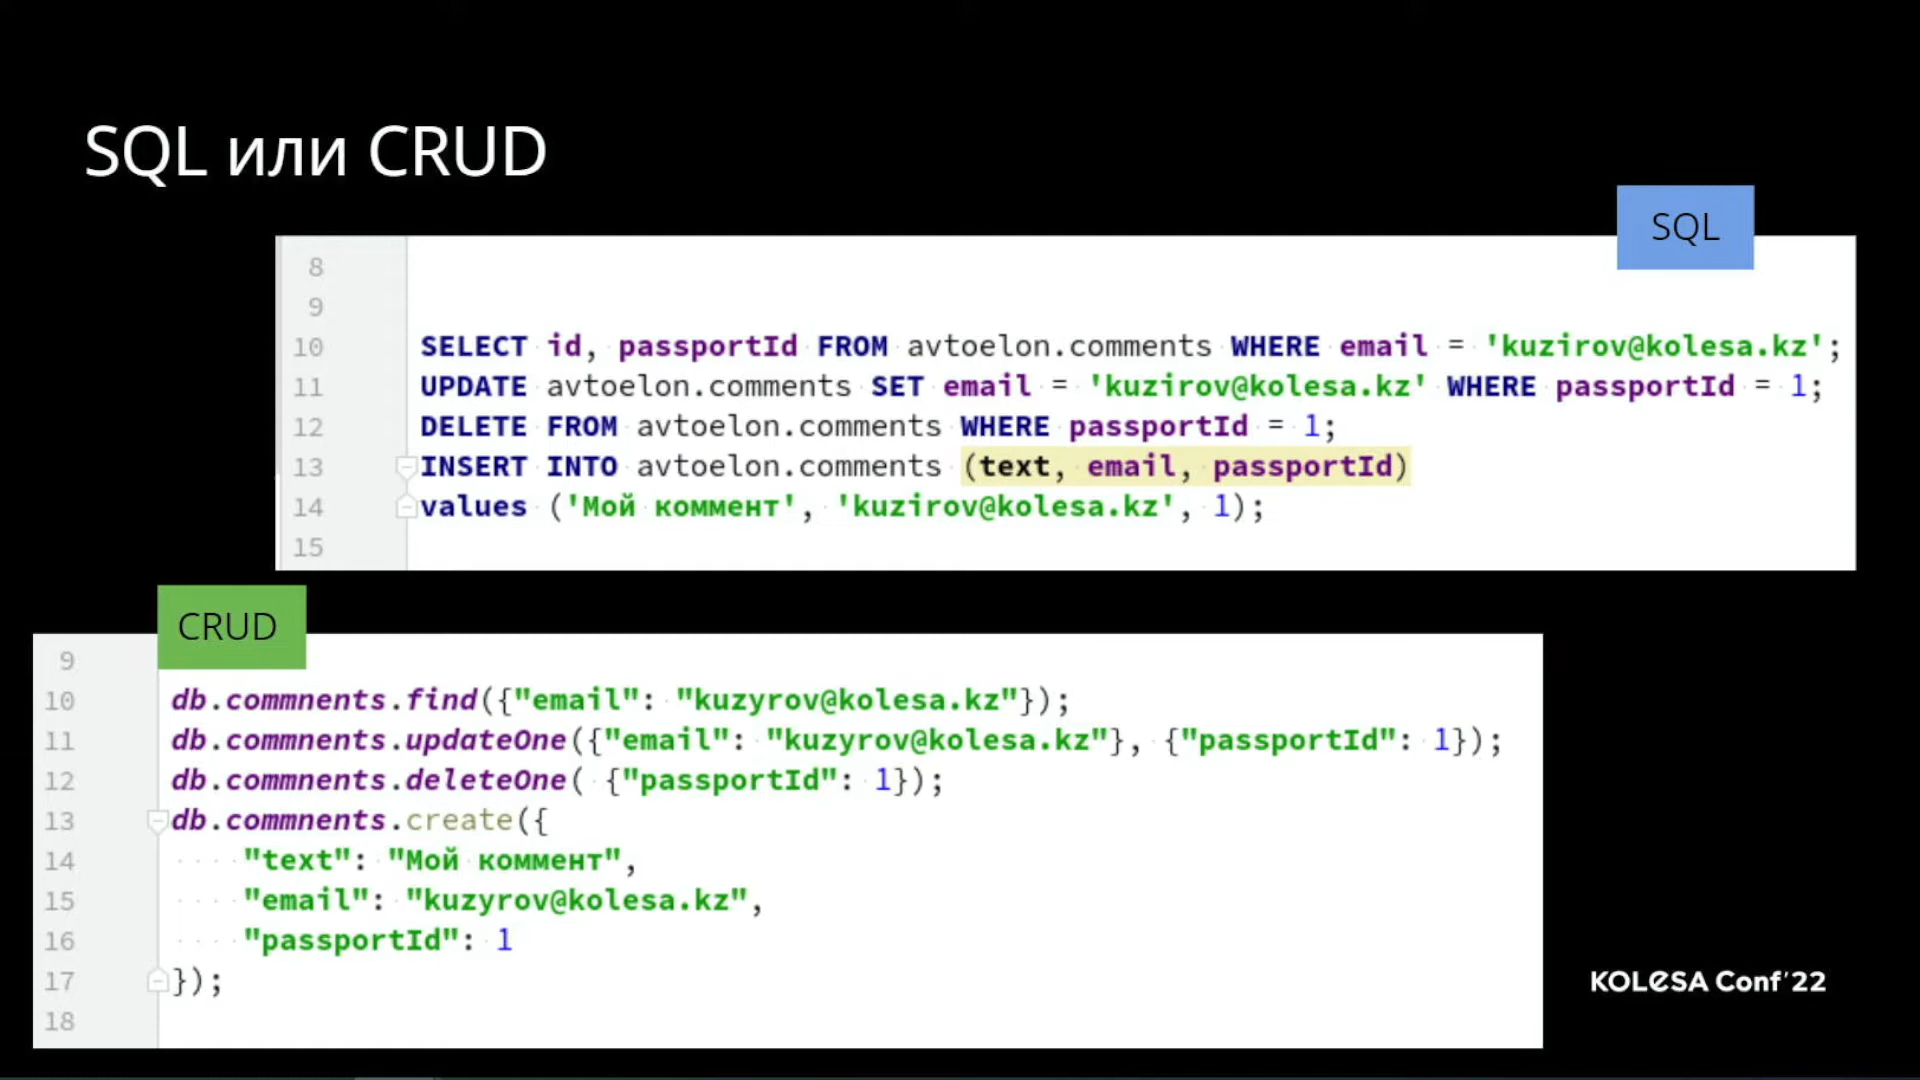 SQL или CRUD
SQL
8
9
10 SELECT id, passportId FROM avtoelon.comments WHERE email = 'kuzirov@kolesa.kz';
11 UPDATE avtoelon.comments SET email = 'kuzirov@kolesa.kz' WHERE passportId = 1;
12 DELETE FROM avtoelon.comments WHERE passportId = 1;
13 INSERT INTO avtoelon.comments (text, email, passportId)
14 values ('Мой коммент', 'kuzirov@kolesa.kz', 1);
15
CRUD
9
10 db.commnents.find({"email": "kuzyrov@kolesa.kz"});
11 db.commnents.updateOne({"email": "kuzyrov@kolesa.kz"}, {"passportId": 1});
12 db.commnents.deleteOne( {"passportId": 1});
13 db.commnents.create({
14 "text": "Мой коммент",
15 "email": "kuzyrov@kolesa.kz",
16 "passportId": 1
17 });
18
KOLESA Conf'22